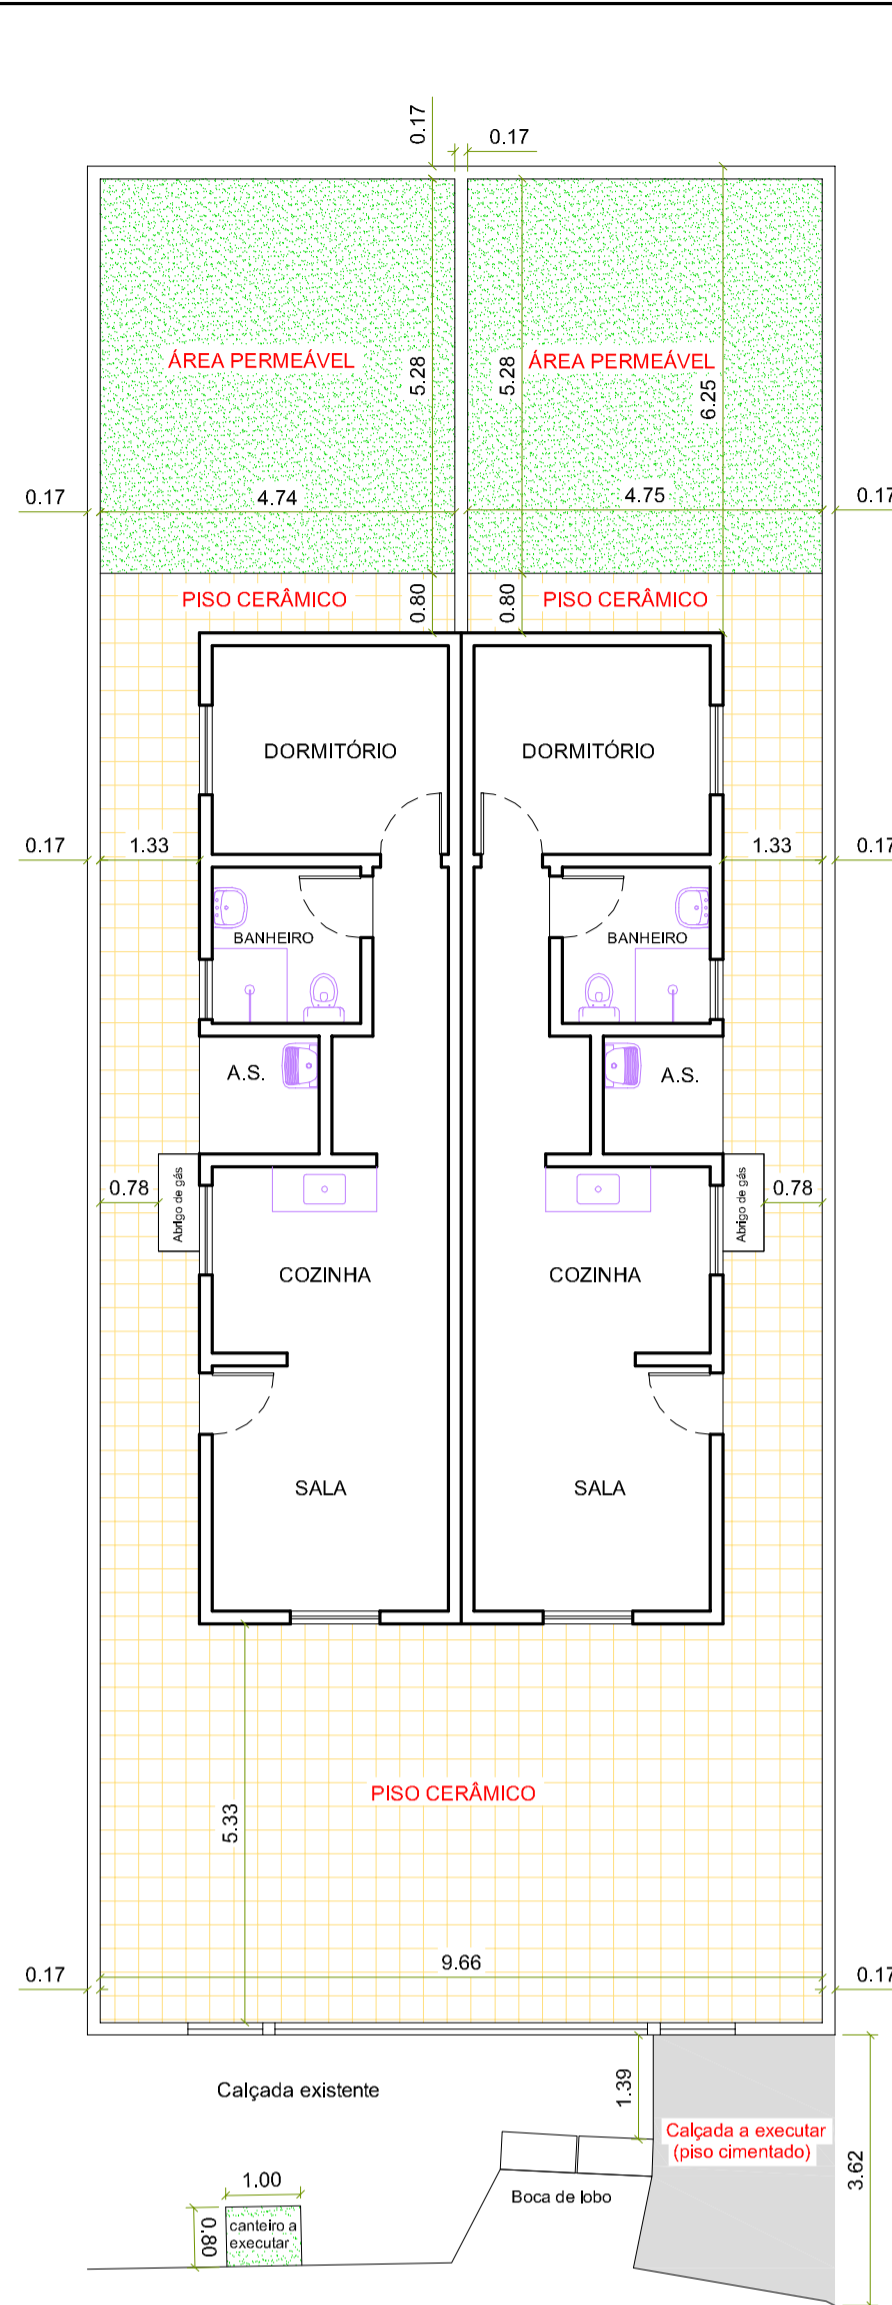 0.17
0.17
ÁREA PERMEÁVEL
ÁREA PERMEÁVEL
5.28
5.28
6.25
0.17
4.74
4.75
0.17
PISO CERÂMICO
0.80
0.80
PISO CERÂMICO
DORMITÓRIO
DORMITÓRIO
0.17
1.33
1.33
0.17
BANHEIRO
BANHEIRO
A.S.
A.S.
0.78
Abrigo de gás
Abrigo de gás
0.78
COZINHA
COZINHA
SALA
SALA
PISO CERÂMICO
5.33
0.17
9.66
0.17
Calçada existente
1.39
Calçada a executar
(piso cimentado)
3.62
1.00
Boca de lobo
0.80
canteiro a
executar